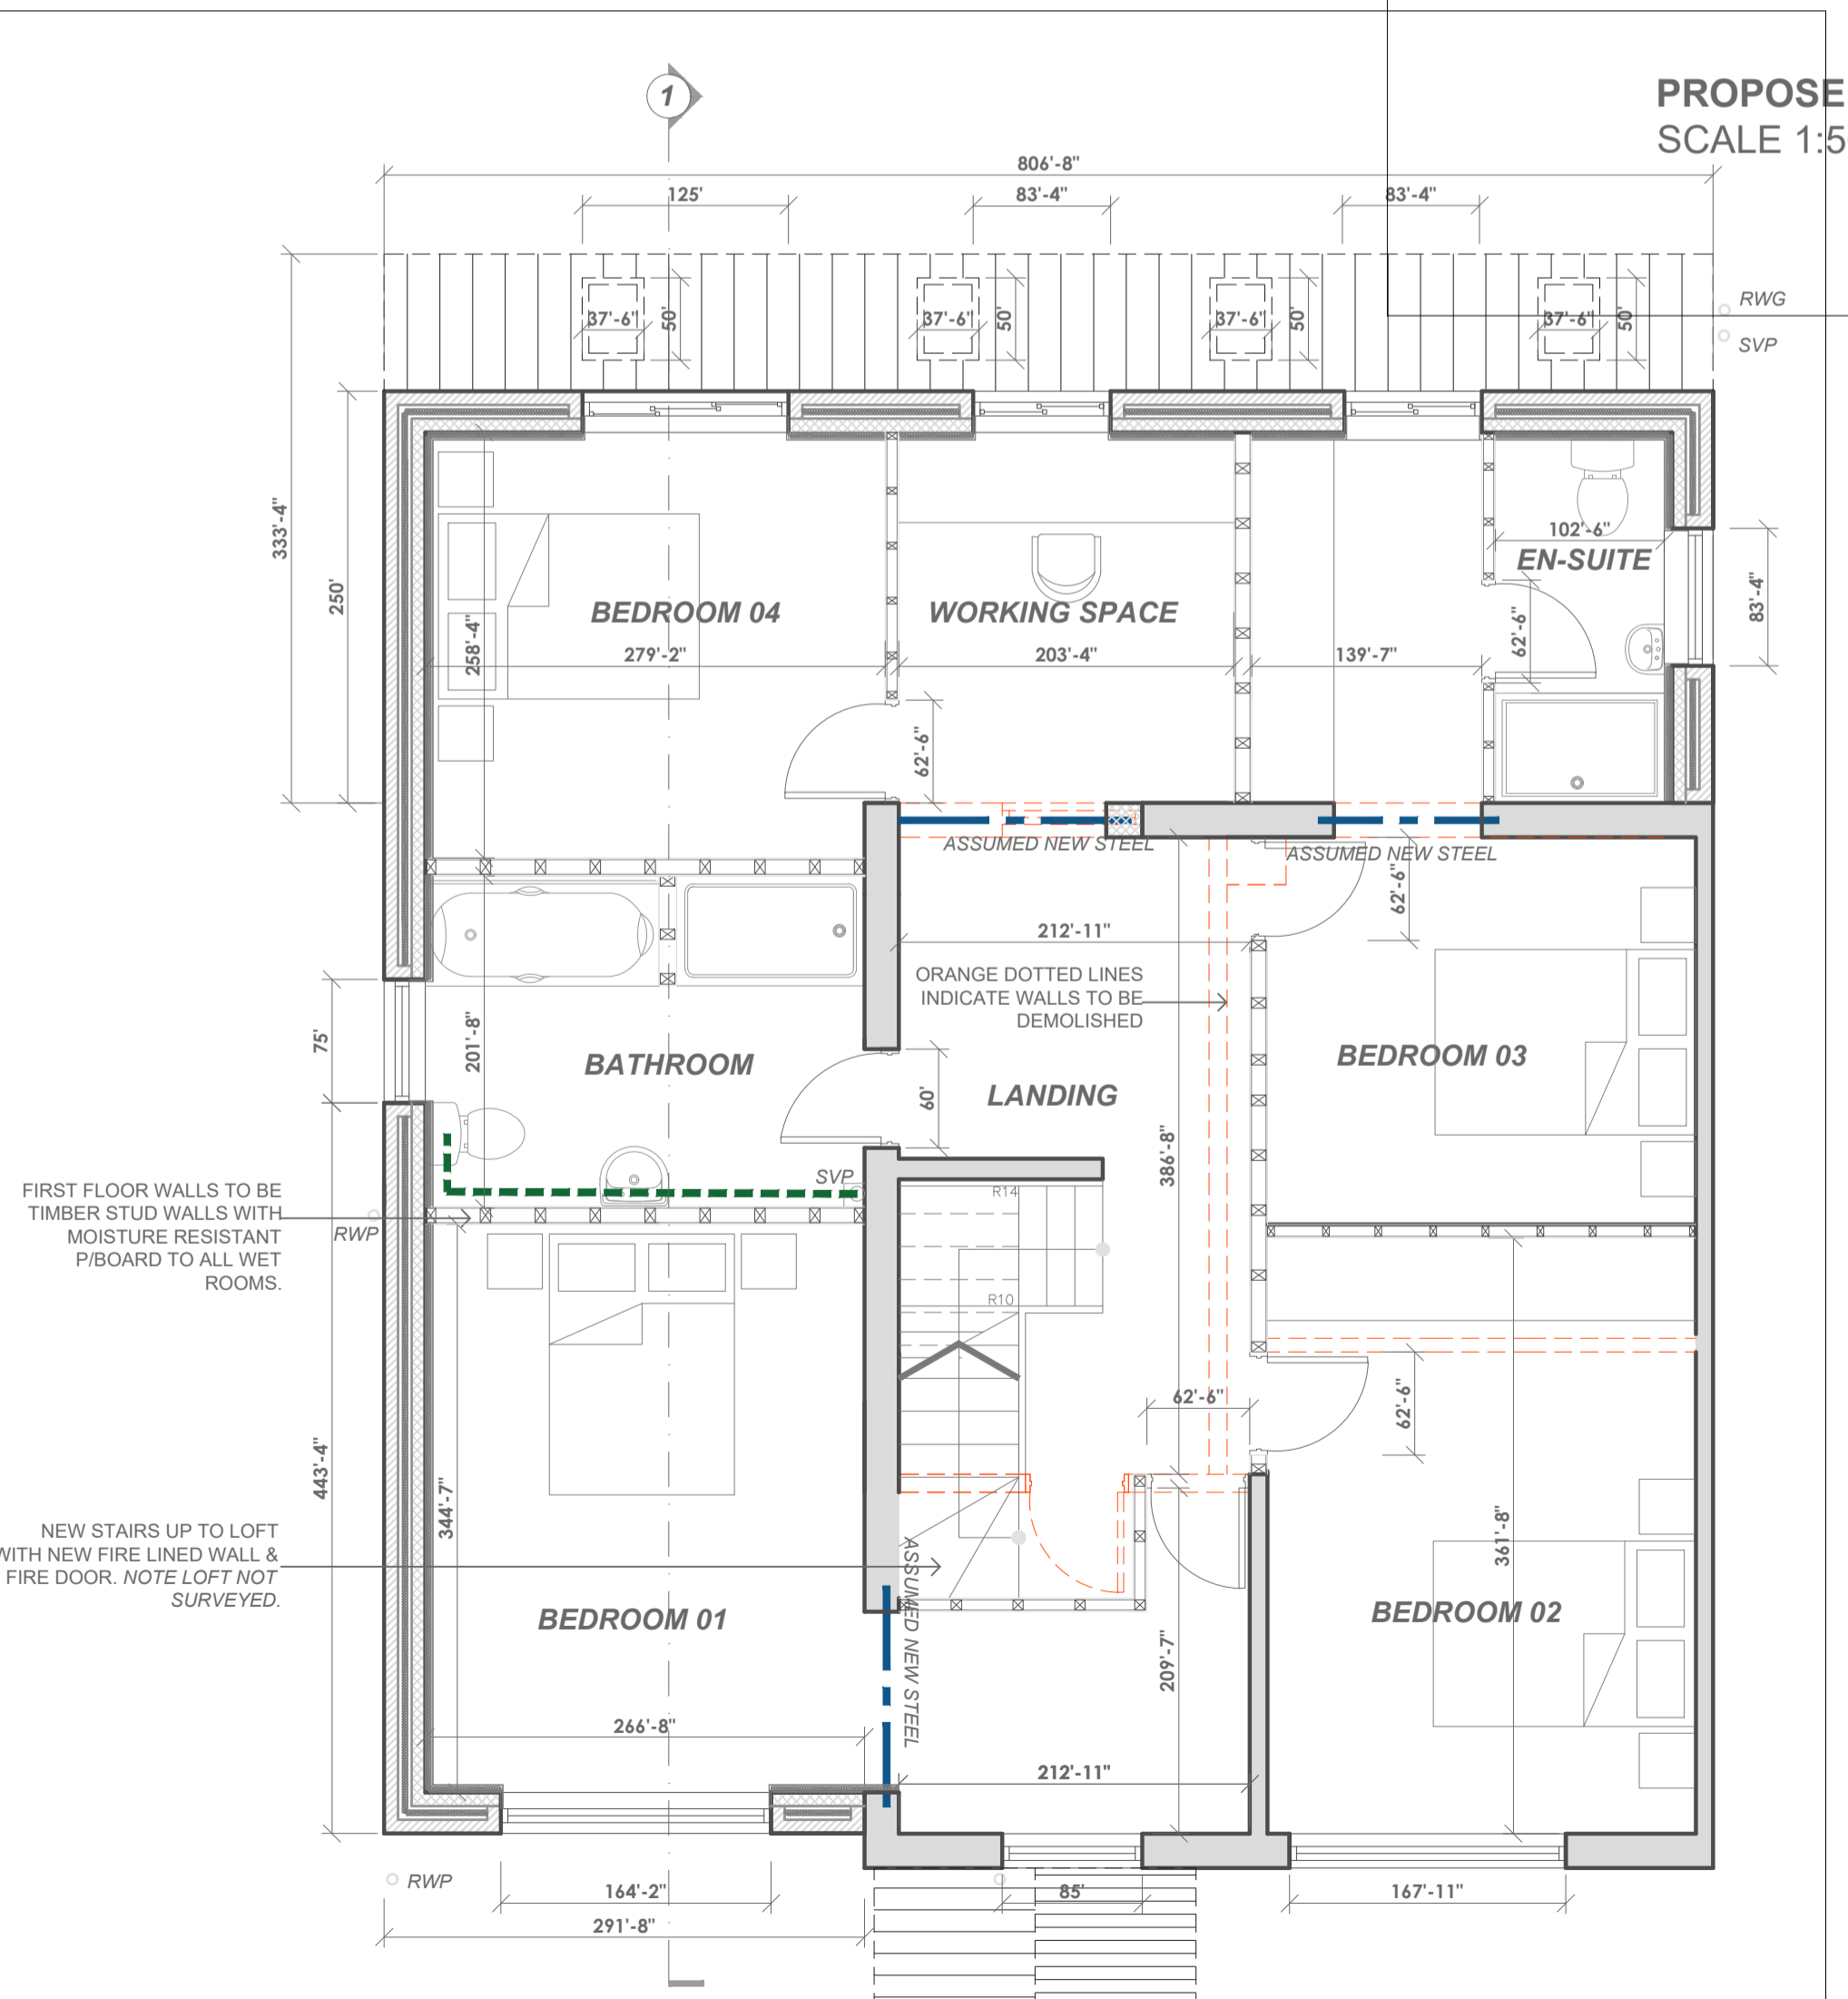 1
PROPOSE
SCALE 1:5
806'-8"
125'
83'-4"
83'-4"
37'-6"
50'
37'-6"
50'
37'-6"
50'
37'-6"
50'
RWG
SVP
333'-4"
250'
102'-6"
EN-SUITE
83'-4"
62'-6"
BEDROOM 04
WORKING SPACE
258'-4"
279'-2"
203'-4"
139'-7"
62'-6"
ASSUMED NEW STEEL
ASSUMED NEW STEEL
62'-6"
212'-11"
ORANGE DOTTED LINES
INDICATE WALLS TO BE
DEMOLISHED
75'
201'-8"
BATHROOM
60'
LANDING
BEDROOM 03
386'-8"
SVP
R14
FIRST FLOOR WALLS TO BE
TIMBER STUD WALLS WITH
MOISTURE RESISTANT
P/BOARD TO ALL WET
ROOMS.
RWP
R10
62'-6"
62'-6"
443'-4"
344'-7"
361'-8"
NEW STAIRS UP TO LOFT
WITH NEW FIRE LINED WALL &
FIRE DOOR. NOTE LOFT NOT
SURVEYED.
ASSUMED NEW STEEL
BEDROOM 01
BEDROOM 02
209'-7"
266'-8"
212'-11"
RWP
164'-2"
85'
167'-11"
291'-8"